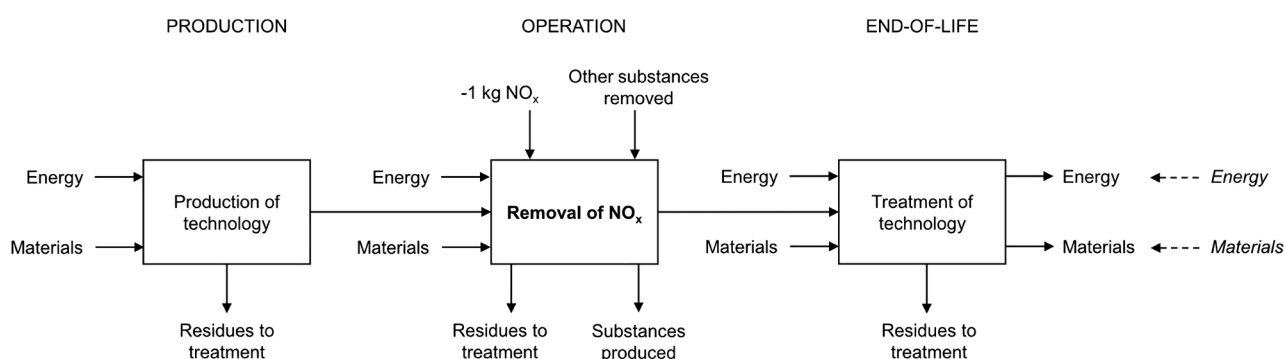 PRODUCTION
OPERATION
END-OF-LIFE
-1 kg NOx
Other substances
removed
Energy
Materials
Production of
technology
Residues to
treatment
Energy
Materials
Removal of NOx
Residues to
treatment
Substances
produced
Energy
Materials
Treatment of
technology
Residues to
treatment
Energy
Materials
Energy
Materials